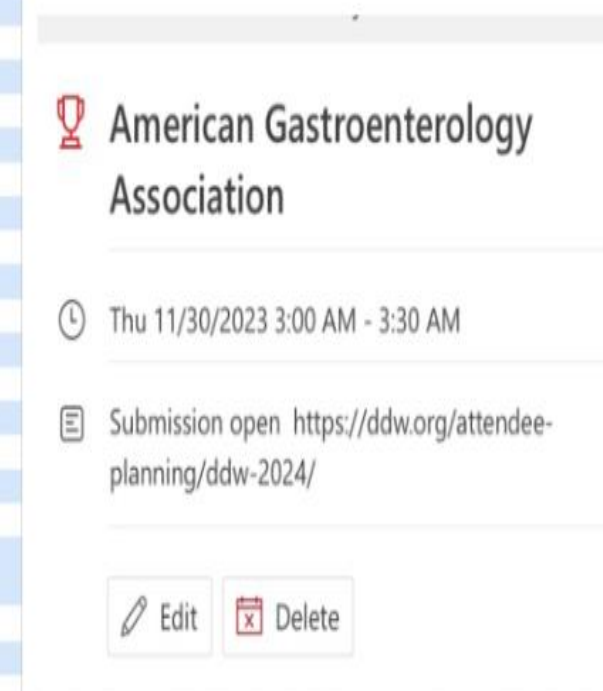 American Gastroenterology
Association
Thu 11/30/2023 3:00 AM - 3:30 AM
Submission open https://ddw.org/attendee-
planning/ddw-2024/
Edit
Delete